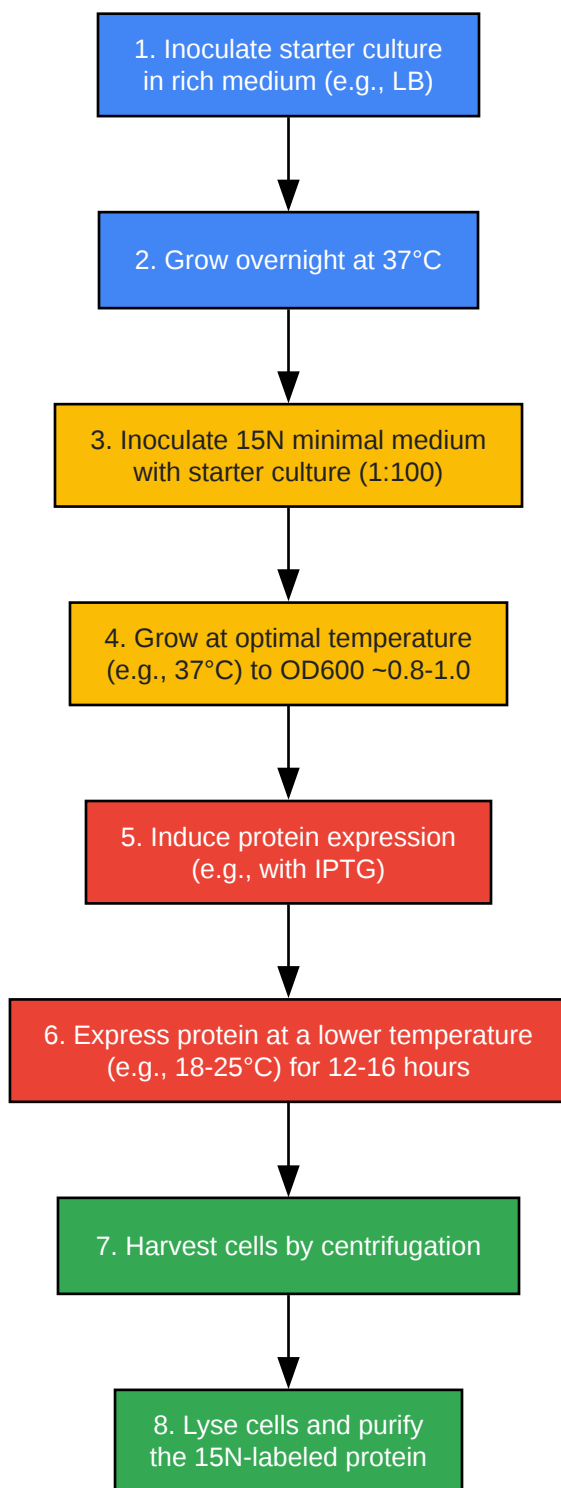 1. Inoculate starter culture
in rich medium (e.g., LB)
2. Grow overnight at 37°C
3. Inoculate 15N minimal medium
with starter culture (1:100)
4. Grow at optimal temperature
(e.g., 37°C) to OD600 ~0.8-1.0
5. Induce protein expression
(e.g., with IPTG)
6. Express protein at a lower temperature
(e.g., 18-25°C) for 12-16 hours
7. Harvest cells by centrifugation
8. Lyse cells and purify
the 15N-labeled protein